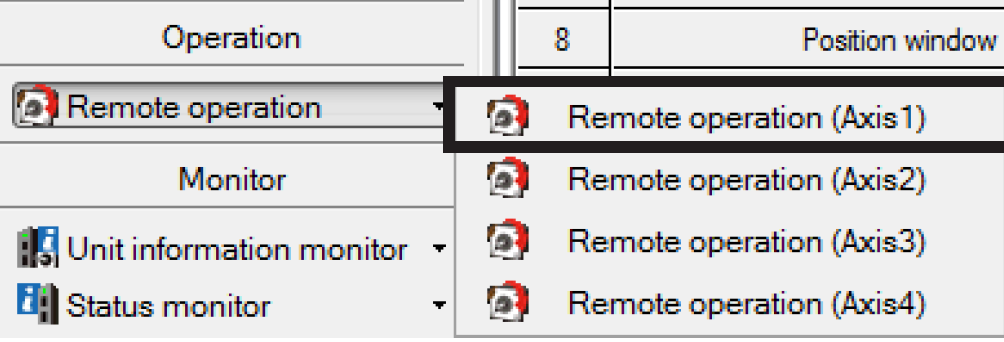 Operation
8 Position window
Remote operation
Remote operation (Axis1)
Monitor
Remote operation (Axis2)
Unit information monitor
Remote operation (Axis3)
Status monitor
Remote operation (Axis4)